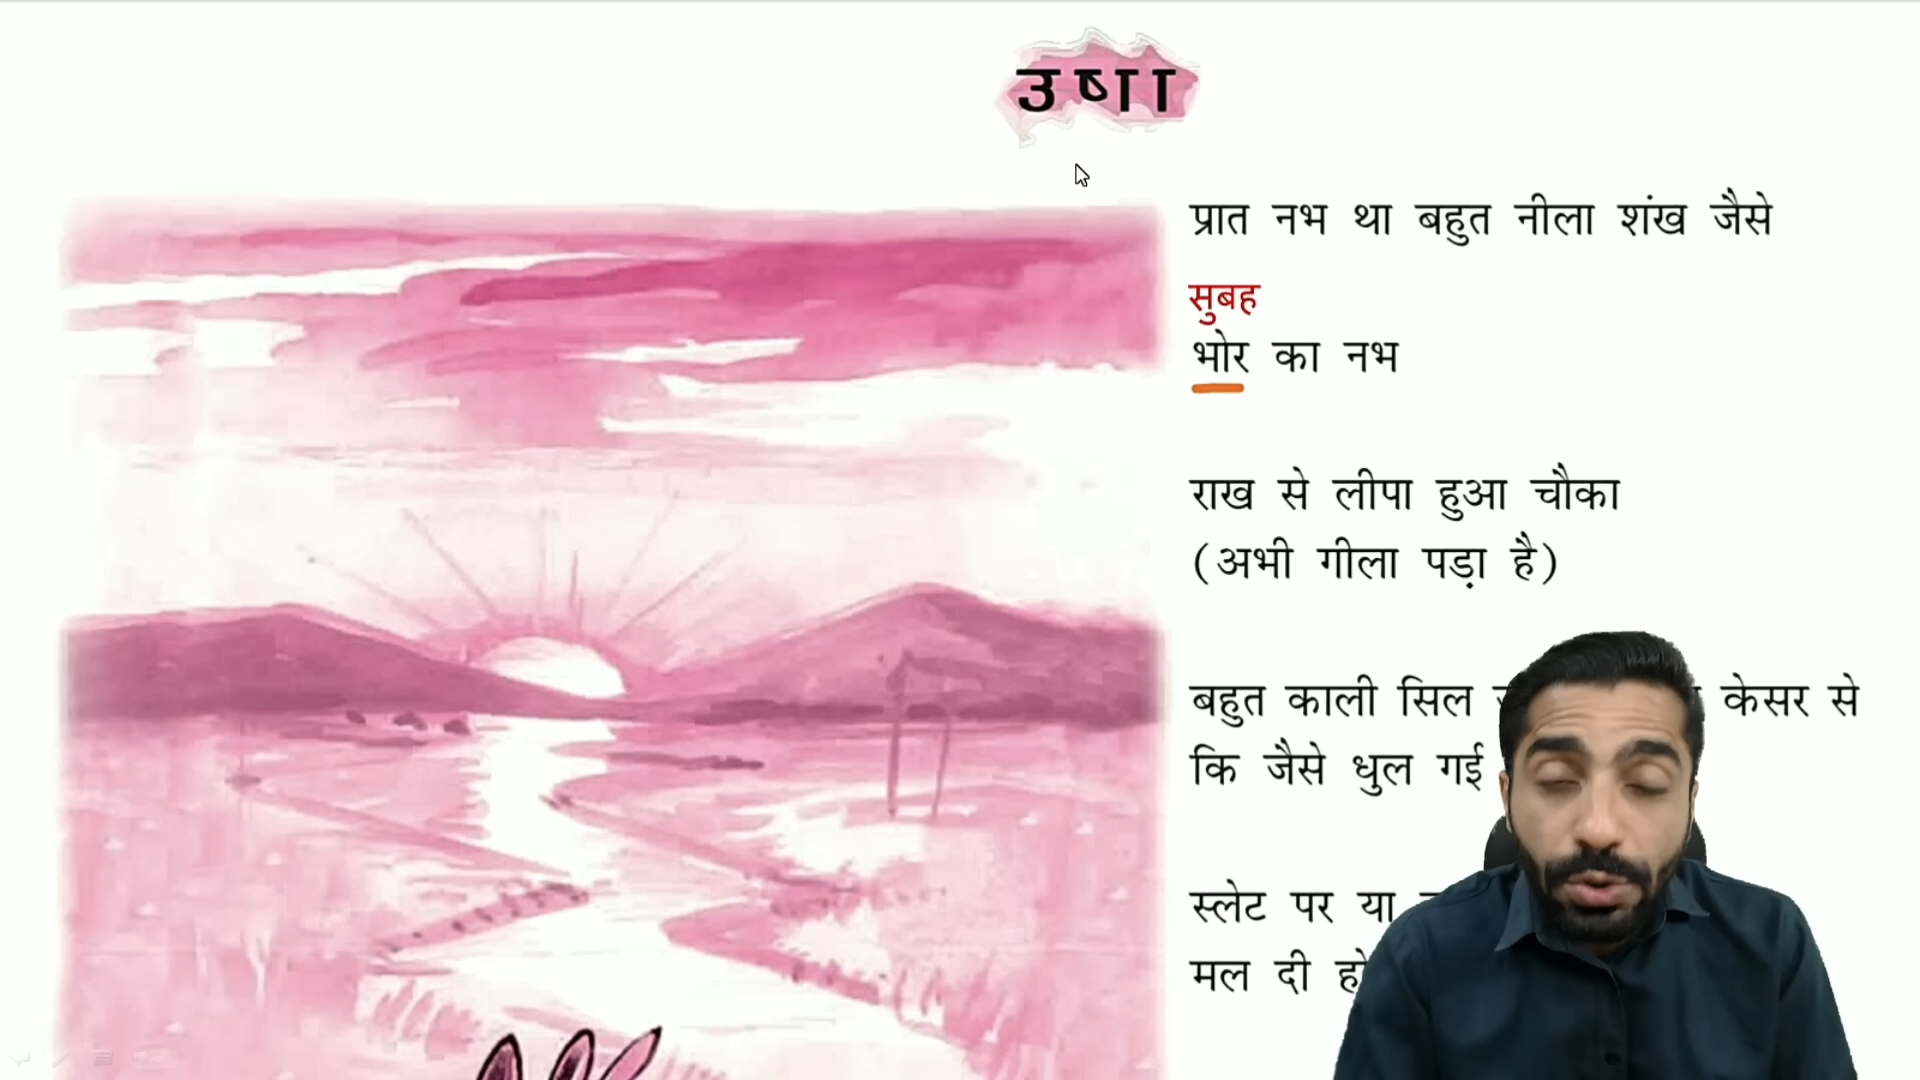 उषा
प्रात नभ था बहुत नीला शंख जैसे
सुबह
भोर का नभ
राख से लीपा हुआ चौका
(अभी गीला पड़ा है)
बहुत काली सिल केसर से
कि जैसे धुल गई
स्लेट पर या
मल दी